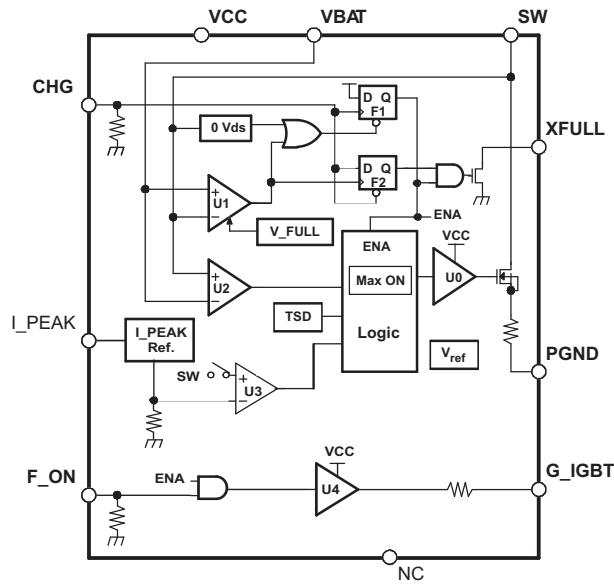 VCC
VBAT
SW
CHG
D Q
F1
XFULL
0 Vds
D Q
F2
+
U1
−
ENA
V_FULL
ENA
VCC
+
U2
−
Max ON
U0
I_PEAK
I_PEAK
Ref.
TSD
Logic
Vref
PGND
SW
+
U3
−
VCC
F_ON
ENA
U4
G_IGBT
NC